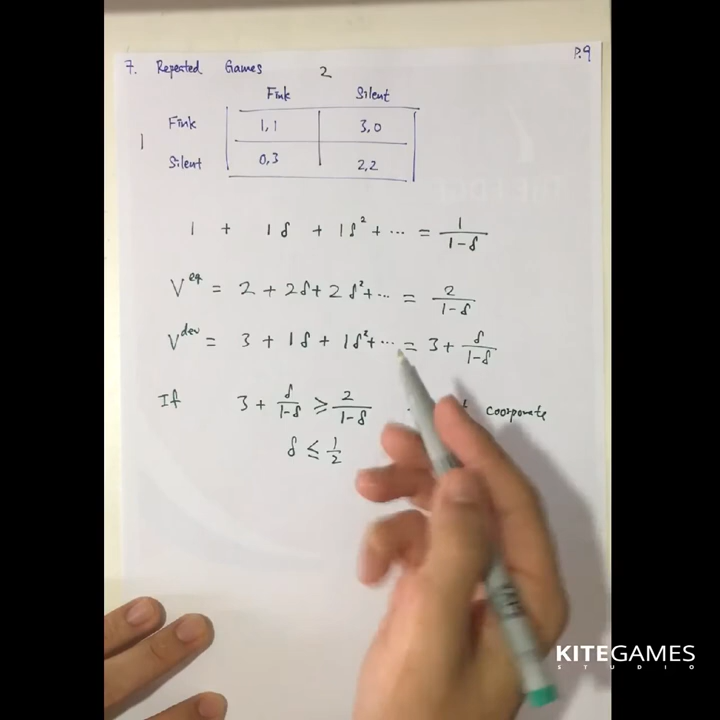 P.9
7. Repeated Games
2
Fink Silent
Fink 1,1 3,0
1
Silent 0,3 2,2
1 + 1δ + 1δ² + ... = 1/(1-δ)
V^eq = 2 + 2δ + 2δ² + ... = 2/(1-δ)
V^dev = 3 + 1δ + 1δ² + ... = 3 + δ/(1-δ)
If 3 + δ/(1-δ) ≥ 2/(1-δ) coorporate
δ ≤ 1/2
KITEGAMES
STUDIO